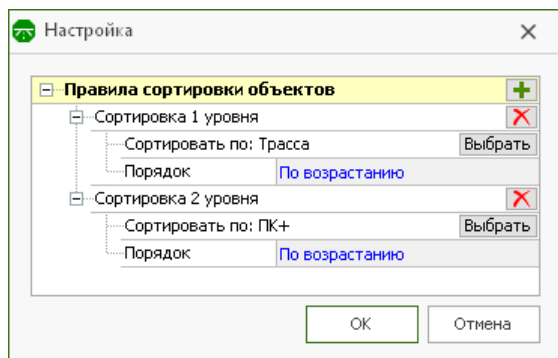 Настройка
Правила сортировки объектов
Сортировка 1 уровня
Сортировать по: Трасса Выбрать
Порядок По возрастанию
Сортировка 2 уровня
Сортировать по: ПК+ Выбрать
Порядок По возрастанию
ОК Отмена